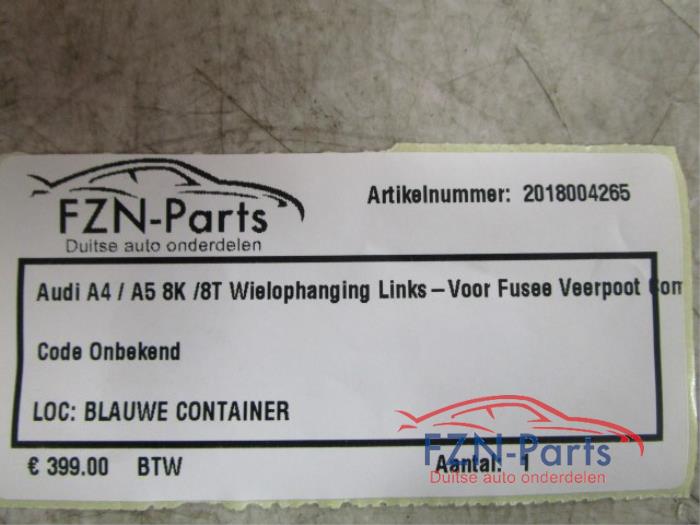 FZN-Parts
Duitse auto onderdelen
Artikelnummer: 2018004265
Audi A4 / A5 8K /8T Wielophanging Links-Voor Fusee Veerpoot Com
Code Onbekend
LOC: BLAUWE CONTAINER
€ 399.00 BTW
Aantal: 1
FZN-Parts
Duitse auto onderdelen